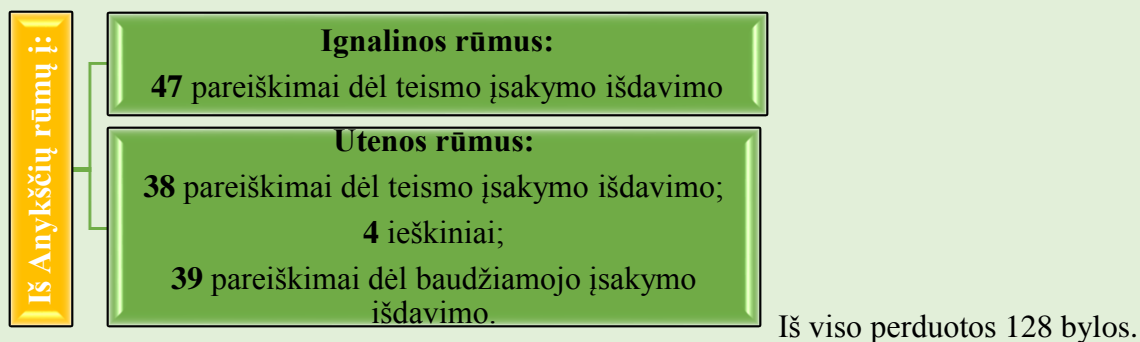 Iš Anykščių rūmų į:
Ignalinos rūmus:
47 pareiškimai dėl teismo įsakymo išdavimo
Utenos rūmus:
38 pareiškimai dėl teismo įsakymo išdavimo;
4 ieškiniai;
39 pareiškimai dėl baudžiamojo įsakymo
išdavimo.
Iš viso perduotos 128 bylos.